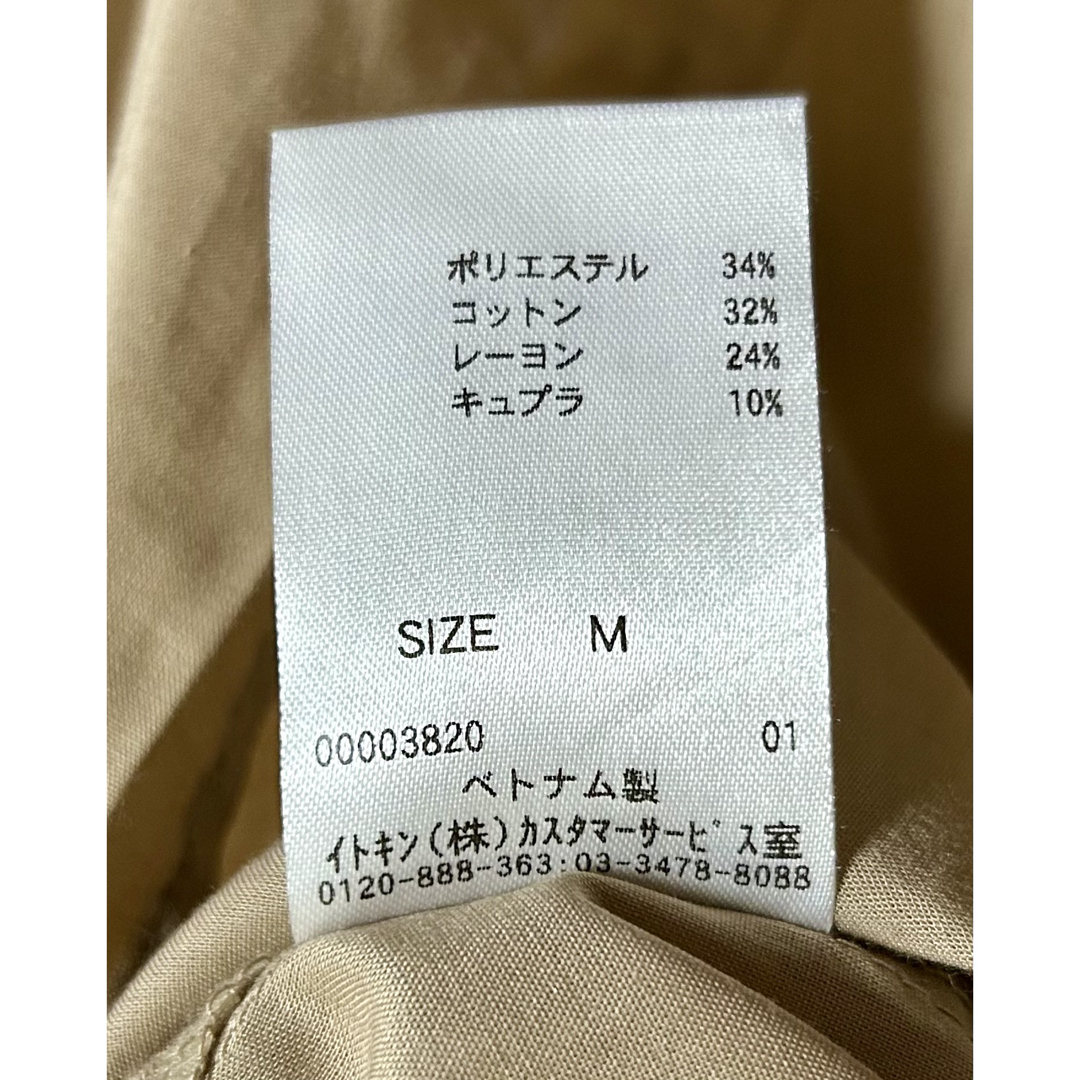 ポリエステル 34%
コットン 32%
レーヨン 24%
キュプラ 10%
SIZE M
00003820 01
ベトナム製
イトキン(株)カスタマーサービス室
0120-888-363:03-3478-8088